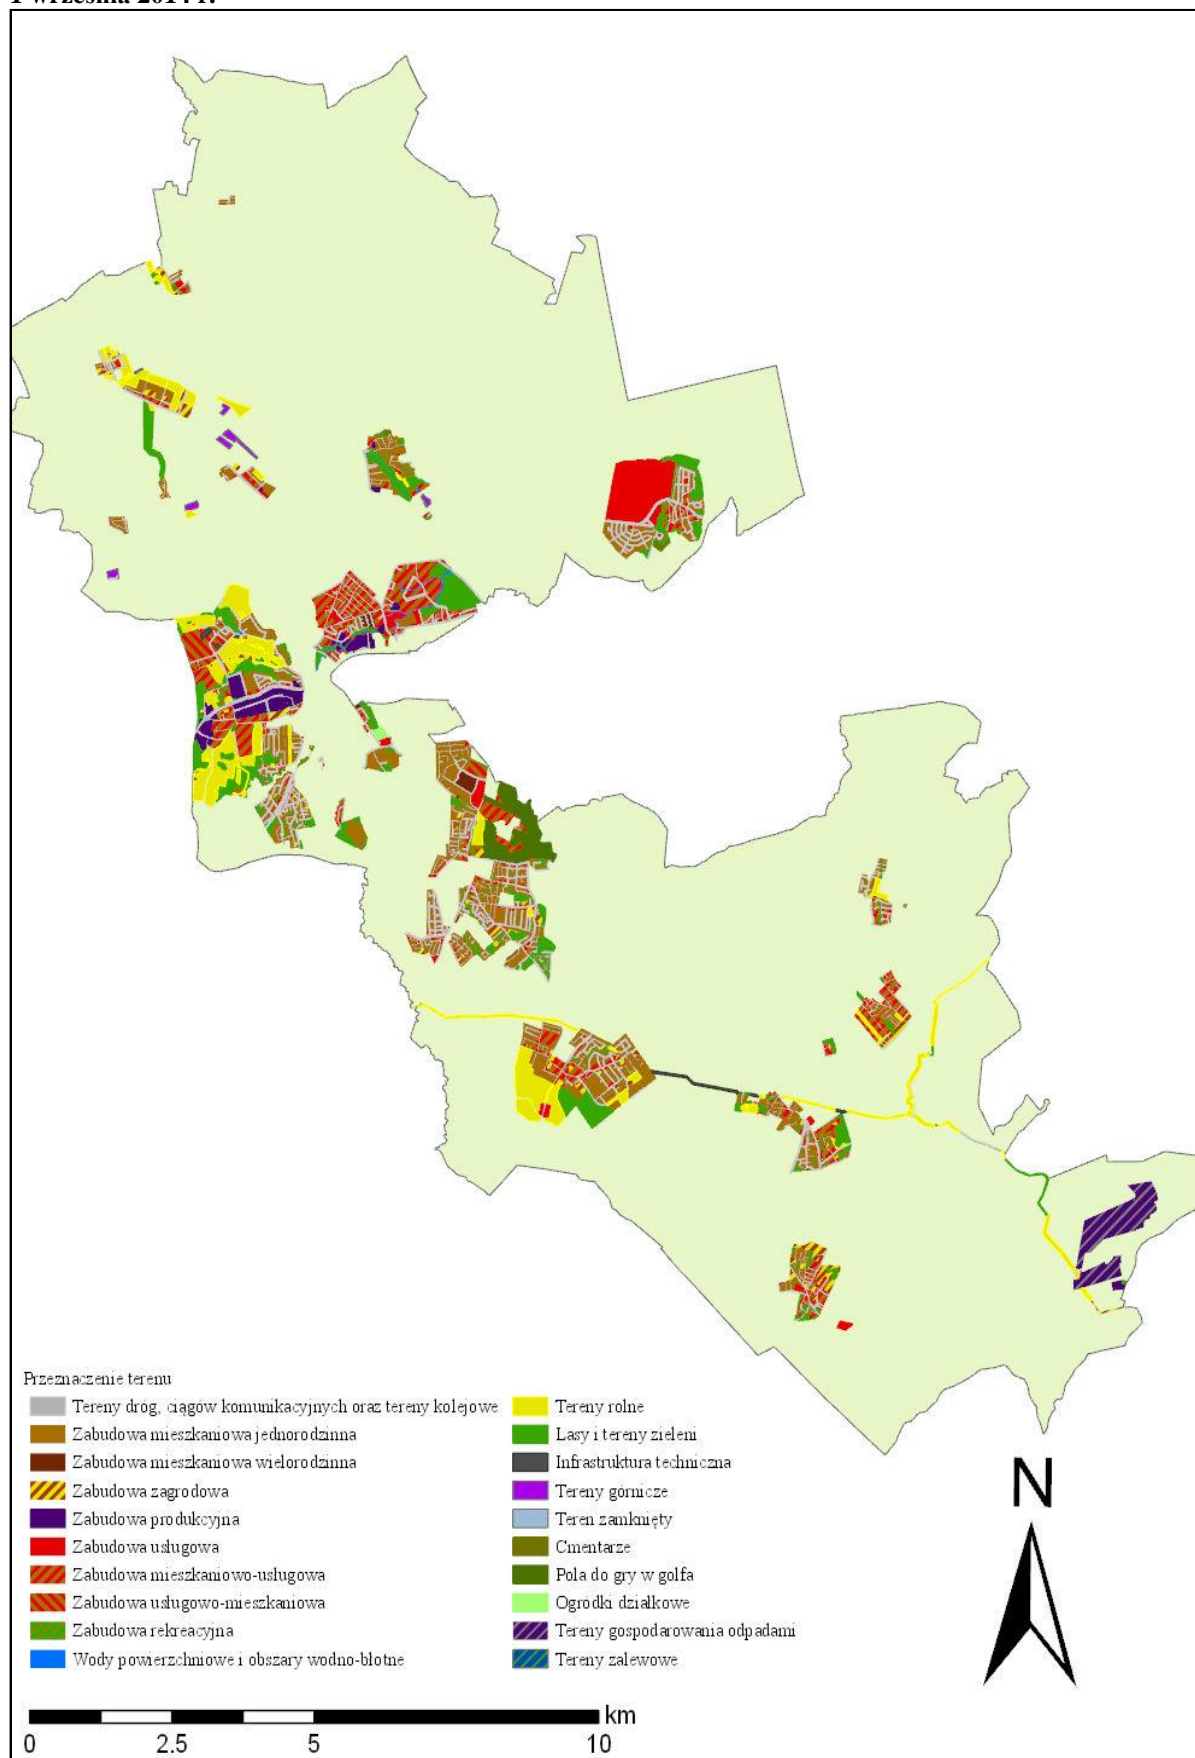 1 września 2014 r.
Przeznaczenie terenu
Tereny dróg, ciągów komunikacyjnych oraz tereny kolejowe
Zabudowa mieszkaniowa jednorodzinna
Zabudowa mieszkaniowa wielorodzinna
Zabudowa zagrodowa
Zabudowa produkcyjna
Zabudowa usługowa
Zabudowa mieszkaniowo-usługowa
Zabudowa usługowo-mieszkaniowa
Zabudowa rekreacyjna
Wody powierzchniowe i obszary wodno-błotne
Tereny rolne
Lasy i tereny zieleni
Infrastruktura techniczna
Tereny górnicze
Teren zamknięty
Cmentarze
Pola do gry w golfa
Ogródki działkowe
Tereny gospodarowania odpadami
Tereny zalewowe
N
km
0 2.5 5 10